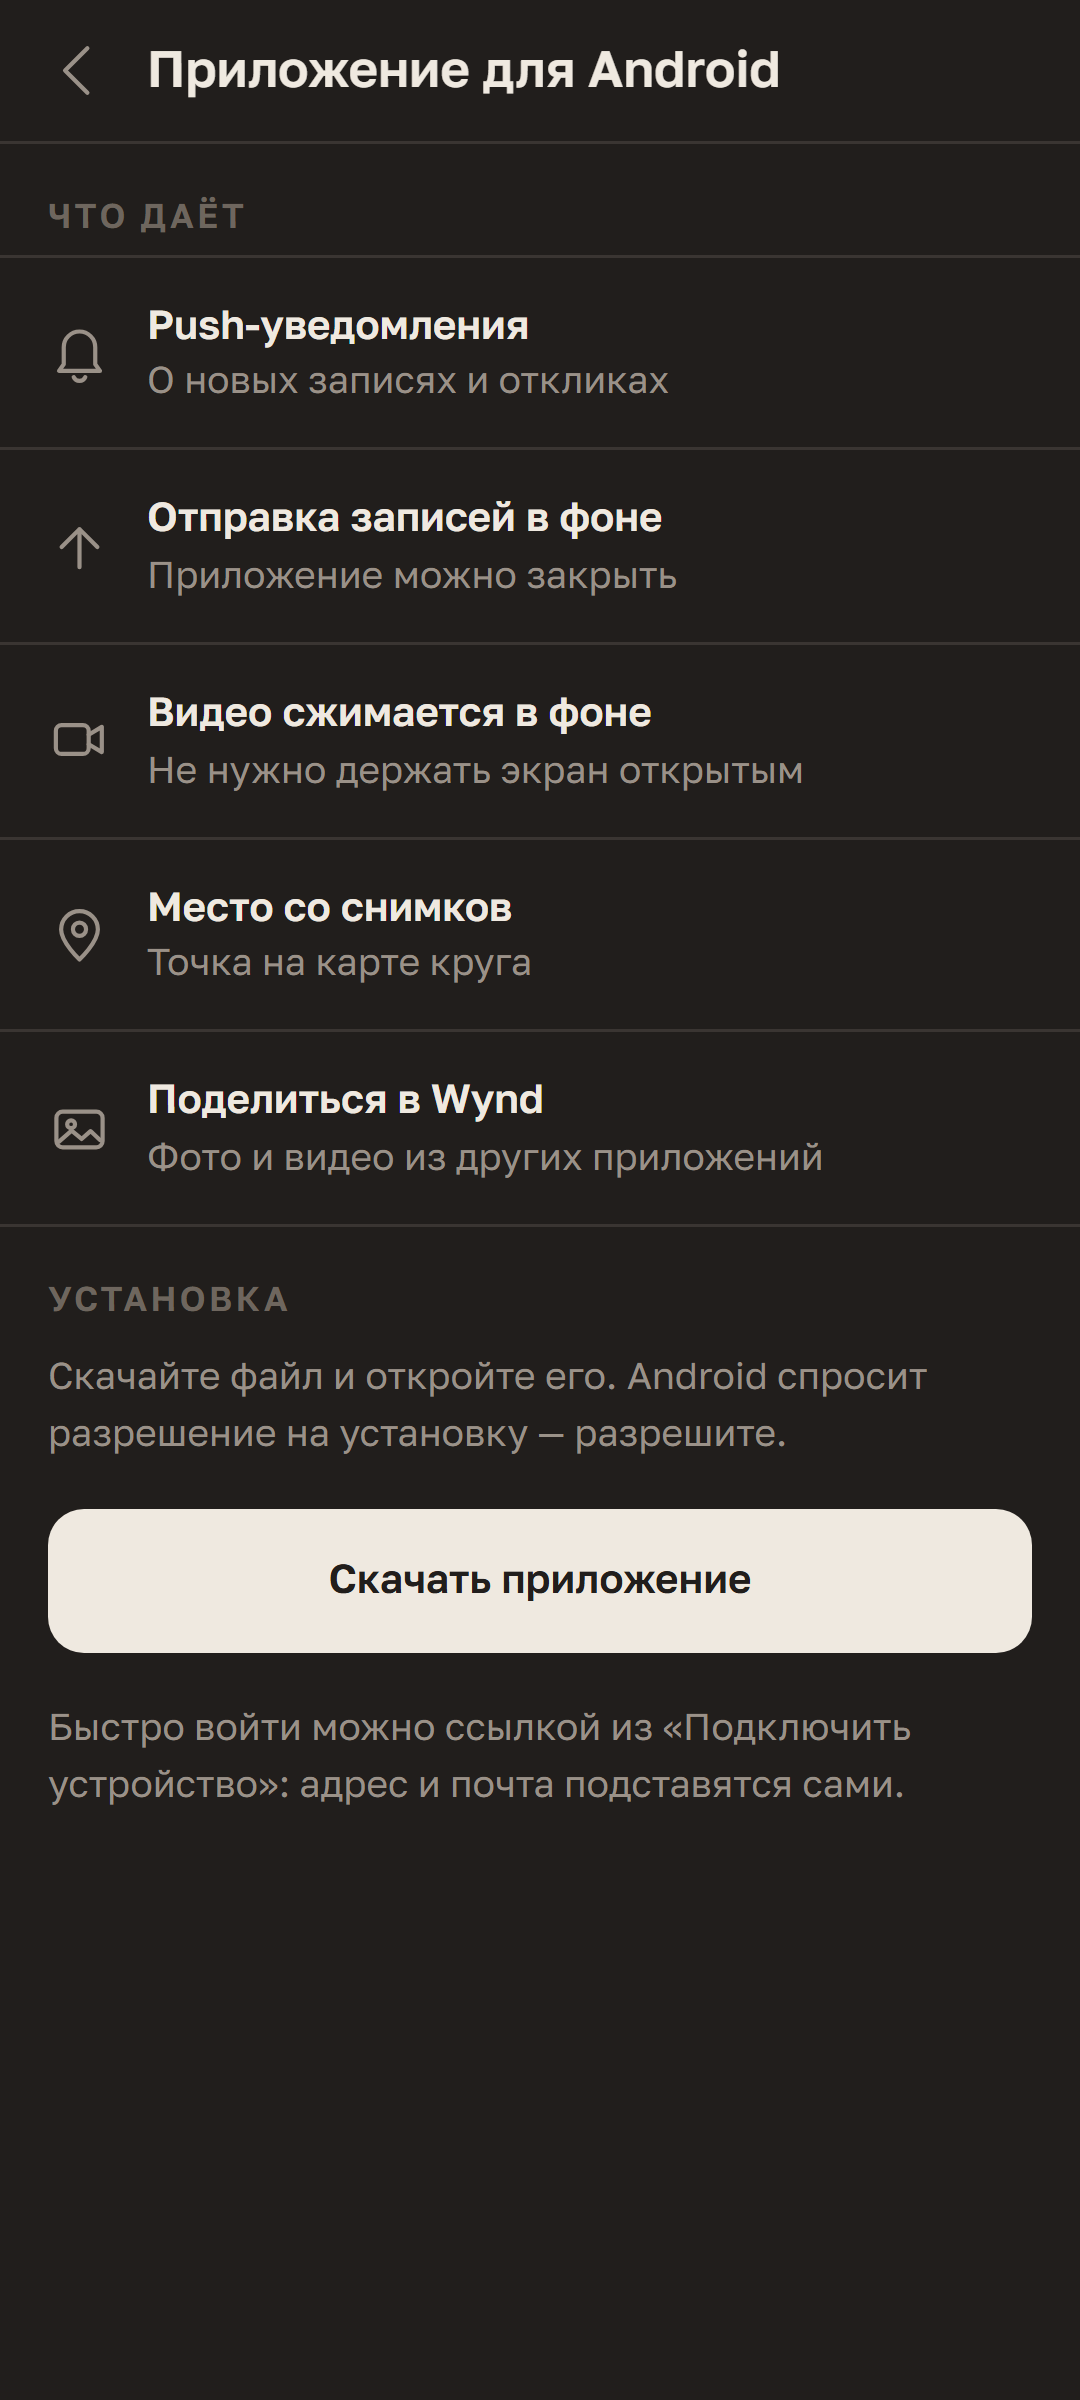 Приложение для Android
ЧТО ДАЁТ
Push-уведомления
О новых записях и откликах
Отправка записей в фоне
Приложение можно закрыть
Видео сжимается в фоне
Не нужно держать экран открытым
Место со снимков
Точка на карте круга
Поделиться в Wynd
Фото и видео из других приложений
УСТАНОВКА
Скачайте файл и откройте его. Android спросит
разрешение на установку — разрешите.
Скачать приложение
Быстро войти можно ссылкой из «Подключить
устройство»: адрес и почта подставятся сами.